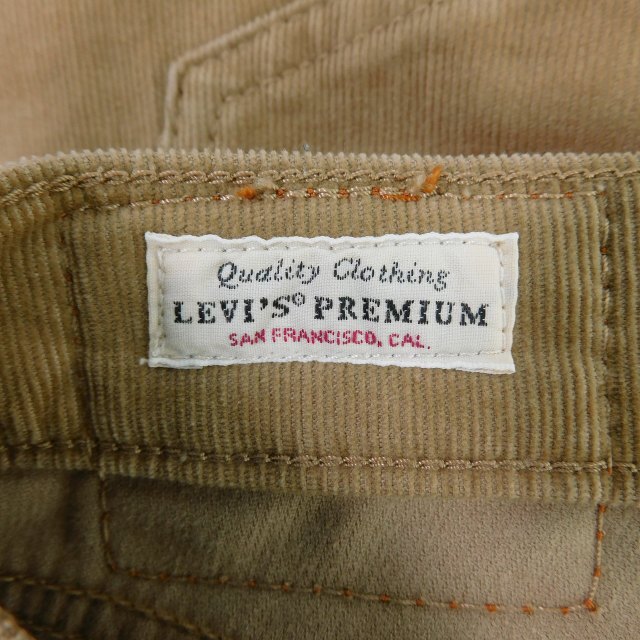 Quality Clothing
LEVI'S® PREMIUM
SAN FRANCISCO, CAL.